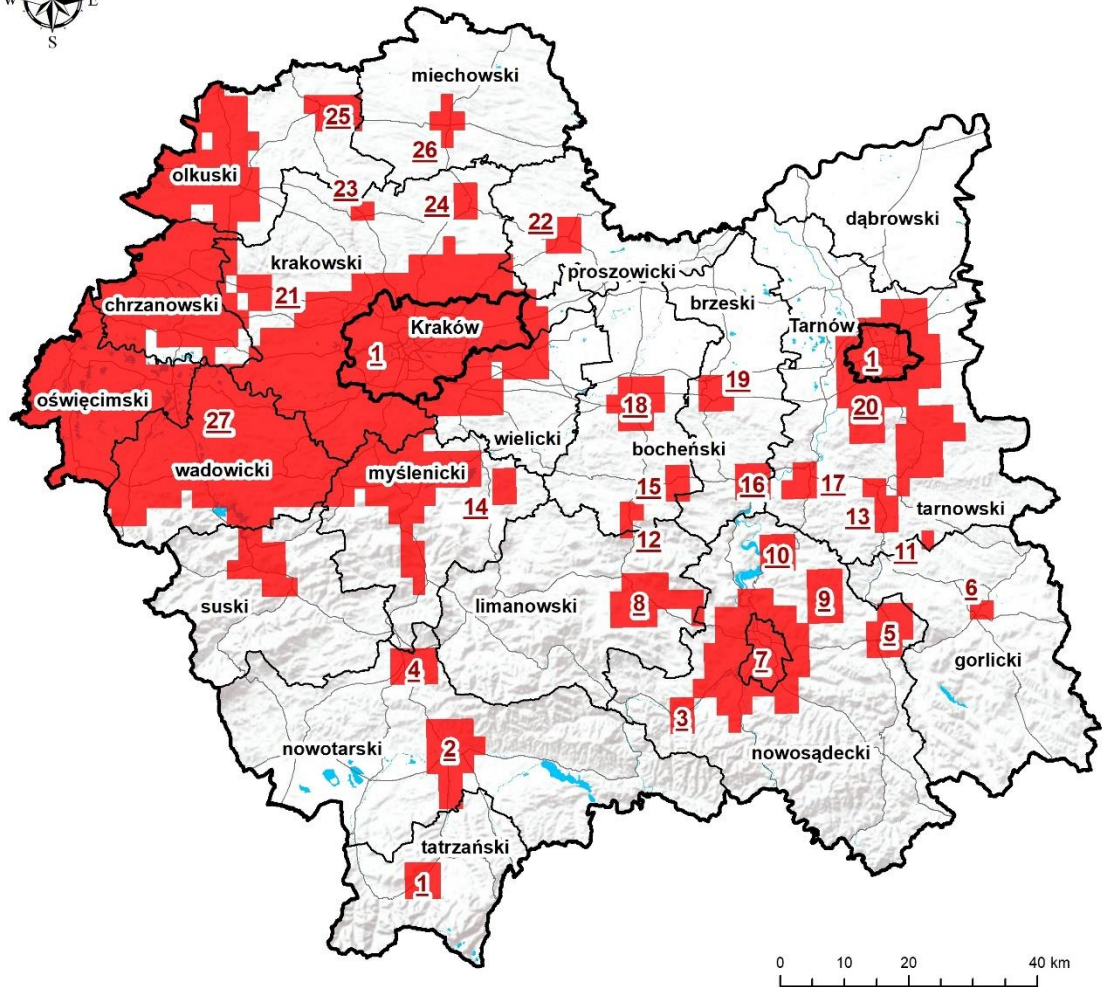 W E
S
miechowski
25
26
olkuski
23
24
22
dąbrowski
krakowski
proszowicki
21
chrzanowski
brzeski
Kraków
Tarnów
1
1
oświęcimski
19
18
20
27
wielicki
bocheński
wadowicki
myślenicki
15
16
17
14
13
tarnowski
12
11
10
6
suski
limanowski
8
9
5
7
gorlicki
4
3
nowotarski
2
nowosądecki
tatrzański
1
0 10 20 40 km